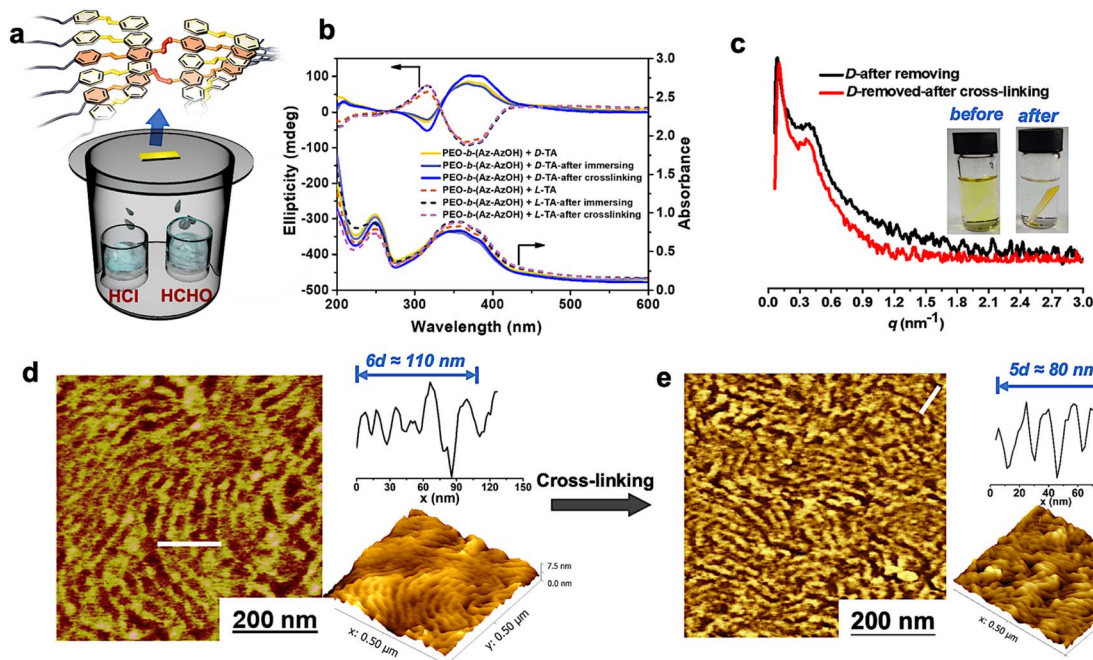 a
HCl
HCHO
b
Ellipticity (mdeg)
100
0
-100
-200
-300
-400
-500
3.0
2.5
2.0
1.5
1.0
0.5
0.0
Absorbance
PEO-b-(Az-AzOH) + D-TA
PEO-b-(Az-AzOH) + D-TA-after immersing
PEO-b-(Az-AzOH) + D-TA-after crosslinking
PEO-b-(Az-AzOH) + L-TA
PEO-b-(Az-AzOH) + L-TA-after immersing
PEO-b-(Az-AzOH) + L-TA-after crosslinking
200 300 400 500 600
Wavelength (nm)
c
D-after removing
D-removed-after cross-linking
before after
0.0 0.3 0.6 0.9 1.2 1.5 1.8 2.1 2.4 2.7 3.0
q (nm-1)
d
200 nm
6d ≈ 110 nm
0 30 60 90 120 150
x (nm)
7.5 nm
0.0 nm
x: 0.50 µm
y: 0.50 µm
Cross-linking
e
200 nm
5d ≈ 80 nm
0 20 40 60
x (nm)
x: 0.50 µm